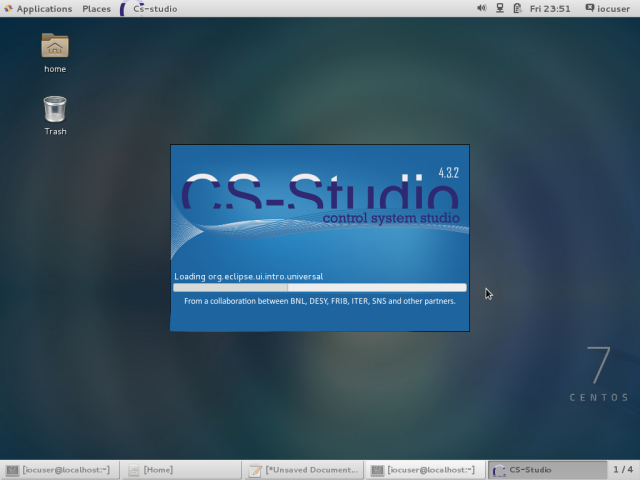 Applications Places Cs-studio Fri 23:51 iocuser
home
Trash
4.3.2
CS-Studio
control system studio
Loading org.eclipse.ui.intro.universal
From a collaboration between BNL, DESY, FRIB, ITER, SNS and other partners.
7
CENTOS
[iocuser@localhost:~] [Home] [*Unsaved Document... [iocuser@localhost:~] CS-Studio 1 / 4